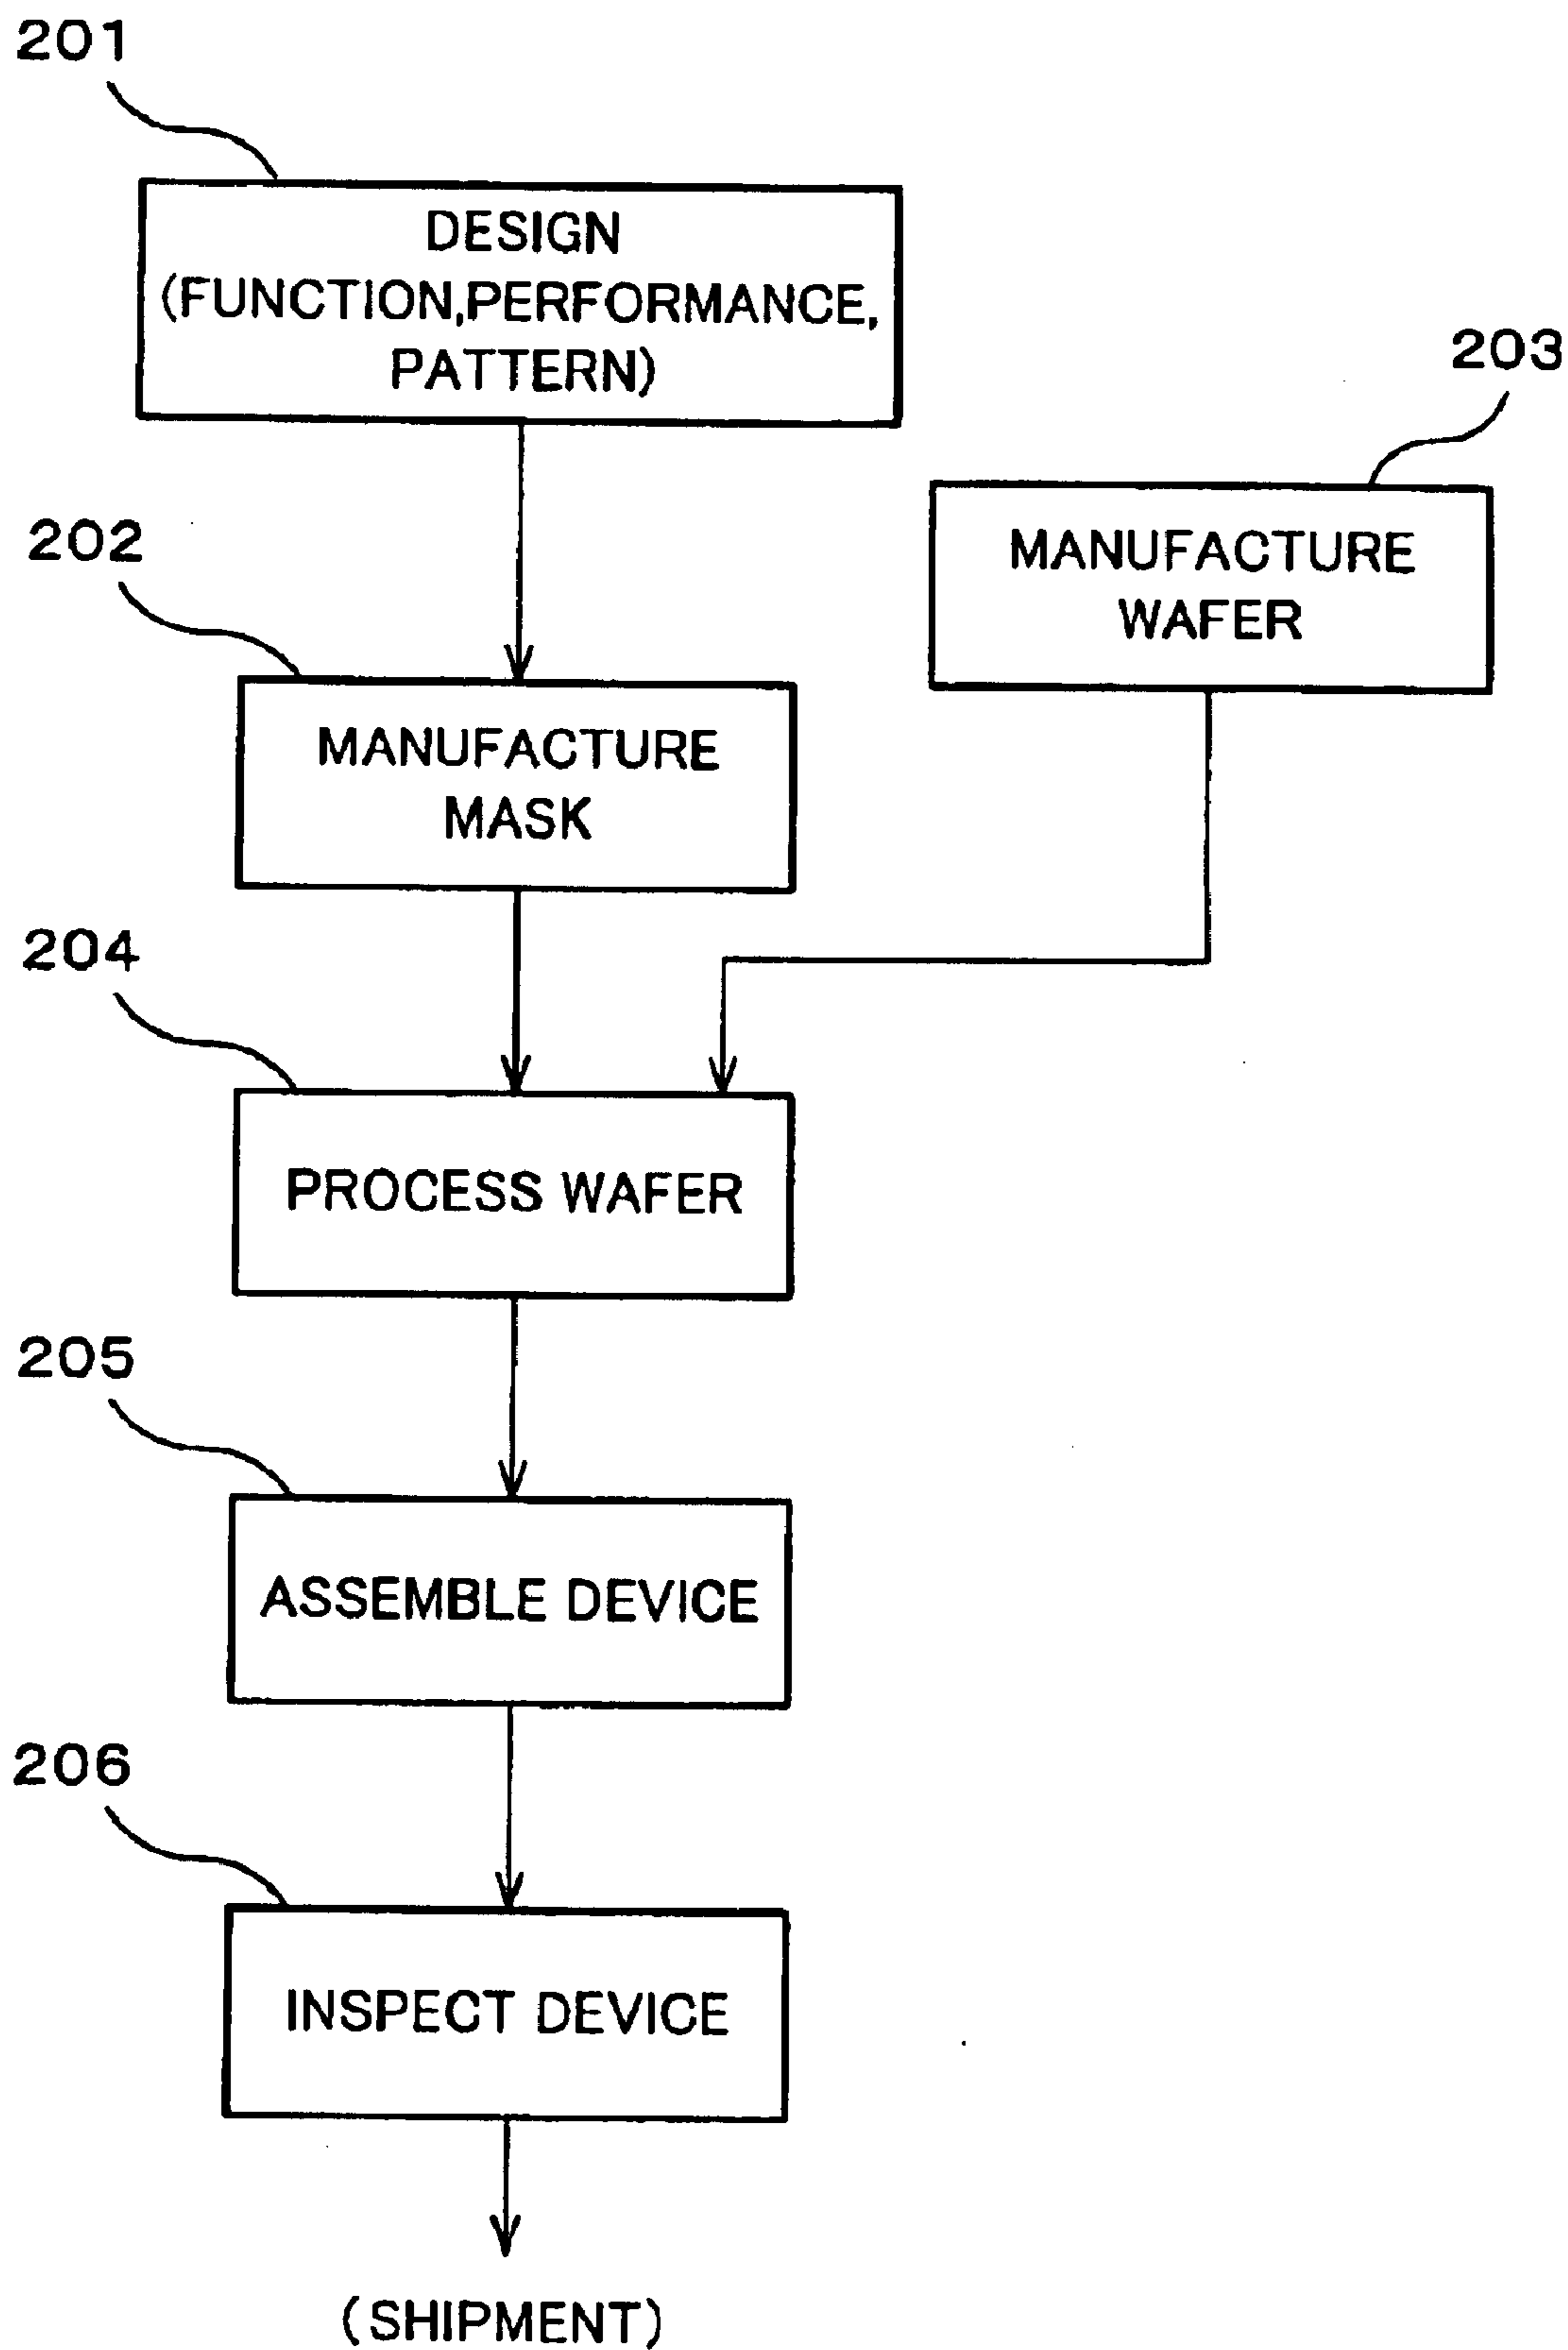 201
DESIGN
(FUNCTION,PERFORMANCE,
PATTERN)
203
MANUFACTURE
WAFER
202
MANUFACTURE
MASK
204
PROCESS WAFER
205
ASSEMBLE DEVICE
206
INSPECT DEVICE
(SHIPMENT)